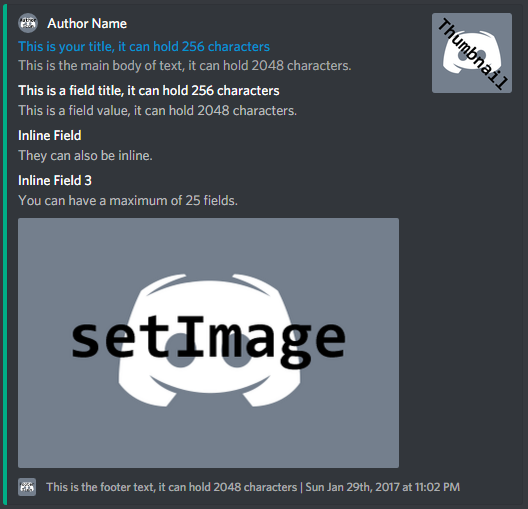 Author Name
Thumbnail
This is your title, it can hold 256 characters
This is the main body of text, it can hold 2048 characters.
This is a field title, it can hold 256 characters
This is a field value, it can hold 2048 characters.
Inline Field
They can also be inline.
Inline Field 3
You can have a maximum of 25 fields.
setImage
This is the footer text, it can hold 2048 characters | Sun Jan 29th, 2017 at 11:02 PM